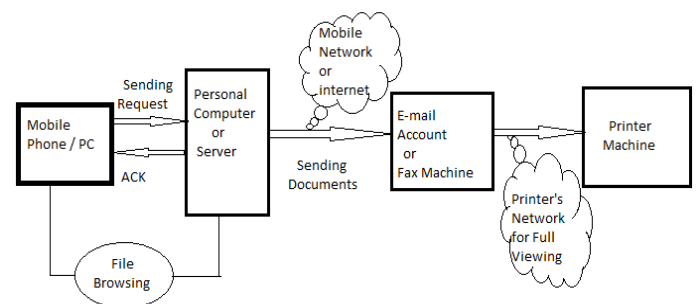 Mobile
Network
or
internet
Sending
Request
Personal
Computer
or
Server
Mobile
Phone / PC
E-mail
Account
or
Fax Machine
Printer
Machine
ACK
Sending
Documents
Printer's
Network
for Full
Viewing
File
Browsing